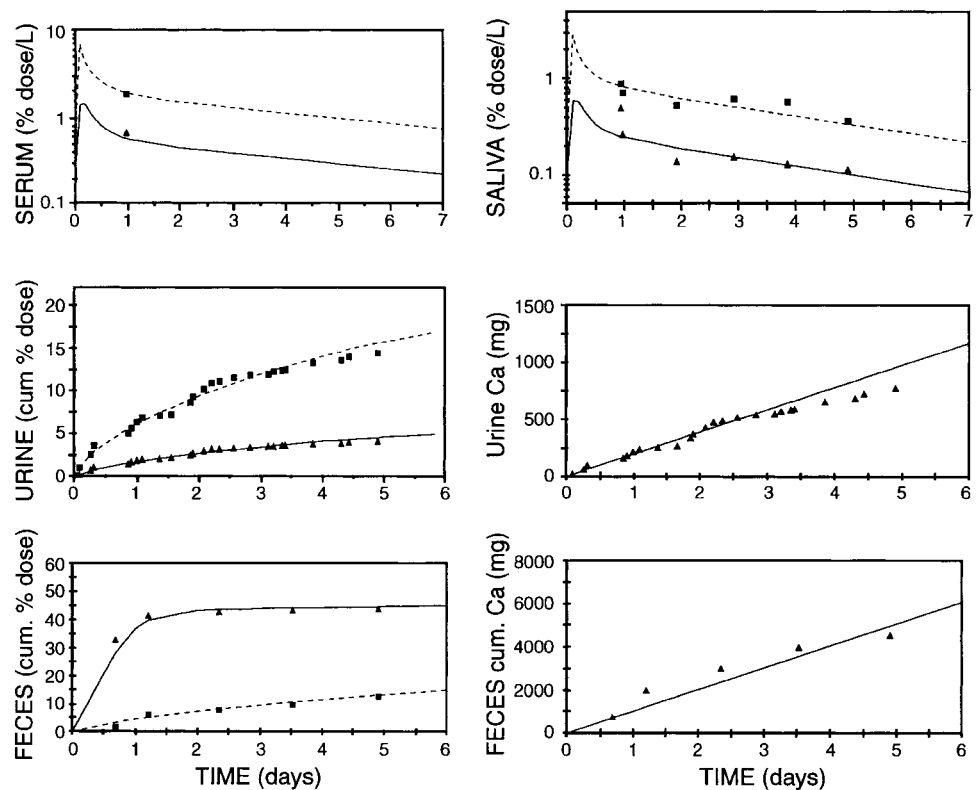 SERUM (% dose/L)
10
1
0.1
0 1 2 3 4 5 6 7
SALIVA (% dose/L)
1
0.1
0 1 2 3 4 5 6 7
URINE (cum % dose)
20
15
10
5
0
0 1 2 3 4 5 6
Urine Ca (mg)
1500
1000
500
0
0 1 2 3 4 5 6
FECES (cum. % dose)
60
50
40
30
20
10
0
0 1 2 3 4 5 6
TIME (days)
FECES cum. Ca (mg)
8000
6000
4000
2000
0
0 1 2 3 4 5 6
TIME (days)